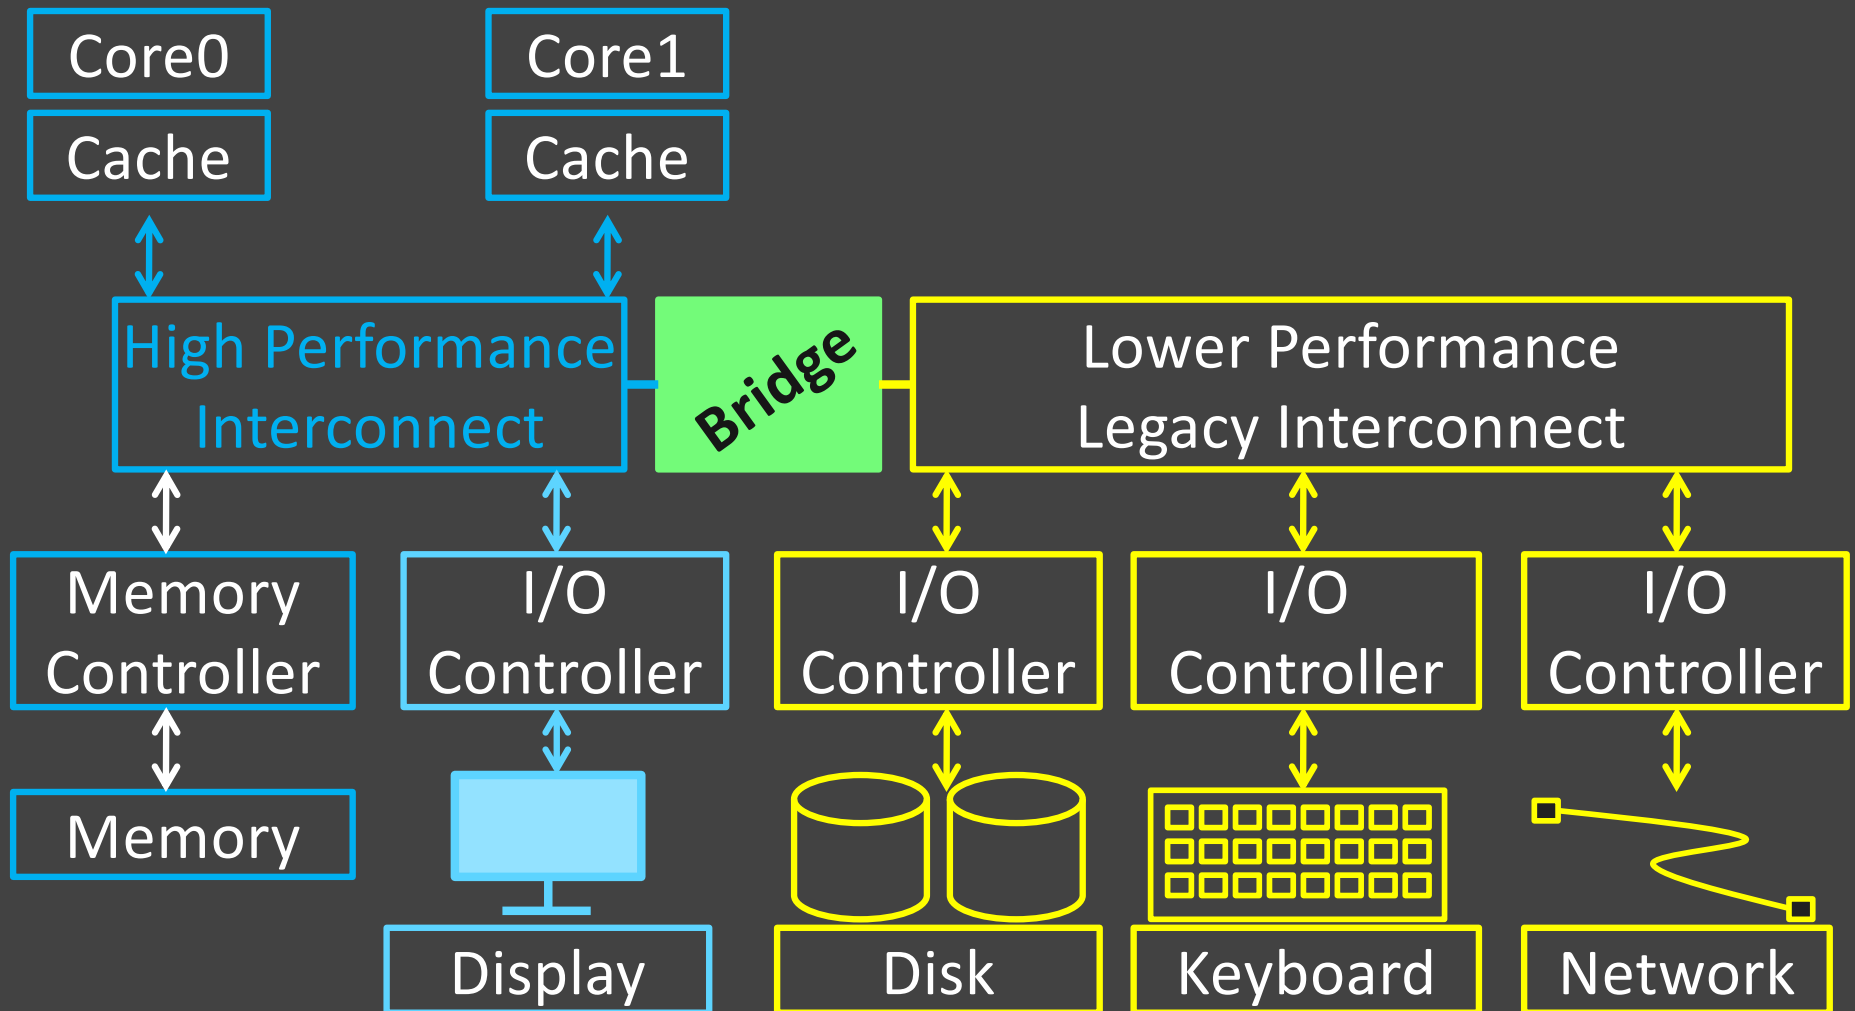 Core0
Core1
Cache
Cache
High Performance
Interconnect
Bridge
Lower Performance
Legacy Interconnect
Memory
Controller
I/O
Controller
I/O
Controller
I/O
Controller
I/O
Controller
Memory
Display
Disk
Keyboard
Network